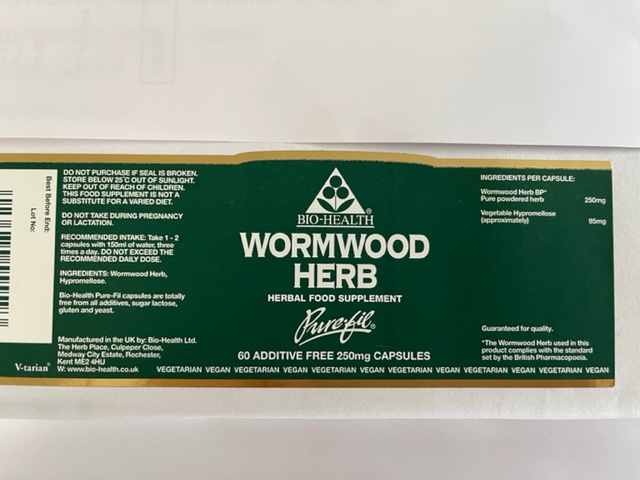 Best Before End:
Lot No:
V-tarian®
DO NOT PURCHASE IF SEAL IS BROKEN.
STORE BELOW 25°C OUT OF SUNLIGHT.
KEEP OUT OF REACH OF CHILDREN.
THIS FOOD SUPPLEMENT IS NOT A
SUBSTITUTE FOR A VARIED DIET.
DO NOT TAKE DURING PREGNANCY
OR LACTATION.
RECOMMENDED INTAKE: Take 1 - 2
capsules with 150ml of water, three
times a day. DO NOT EXCEED THE
RECOMMENDED DAILY DOSE.
INGREDIENTS: Wormwood Herb,
Hypromellose.
Bio-Health Pure-Fil capsules are totally
free from all additives, sugar lactose,
gluten and yeast.
Manufactured in the UK by: Bio-Health Ltd.
The Herb Place, Culpeper Close,
Medway City Estate, Rochester,
Kent ME2 4HU
W: www.bio-health.co.uk
BIO-HEALTH®
WORMWOOD
HERB
HERBAL FOOD SUPPLEMENT
Pure-fil®
60 ADDITIVE FREE 250mg CAPSULES
INGREDIENTS PER CAPSULE:
Wormwood Herb BP*
Pure powdered herb 250mg
Vegetable Hypromellose
(approximately) 95mg
Guaranteed for quality.
*The Wormwood Herb used in this
product complies with the standard
set by the British Pharmacopoeia.
VEGETARIAN VEGAN VEGETARIAN VEGAN VEGETARIAN VEGAN VEGETARIAN VEGAN VEGETARIAN VEGAN VEGETARIAN VEGAN